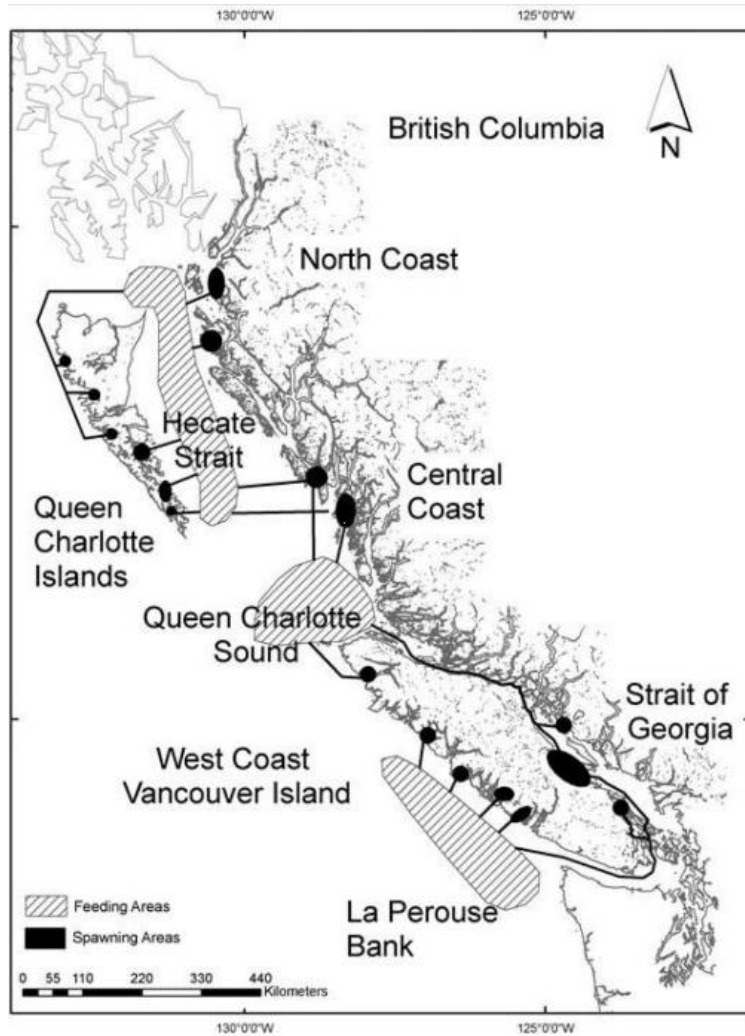 130°0'0"W
125°0'0"W
British Columbia
N
North Coast
Hecate
Strait
Central
Coast
Queen
Charlotte
Islands
Queen Charlotte
Sound
Strait of
Georgia
West Coast
Vancouver Island
La Perouse
Bank
Feeding Areas
Spawning Areas
0 55 110 220 330 440
Kilometers
130°0'0"W
125°0'0"W